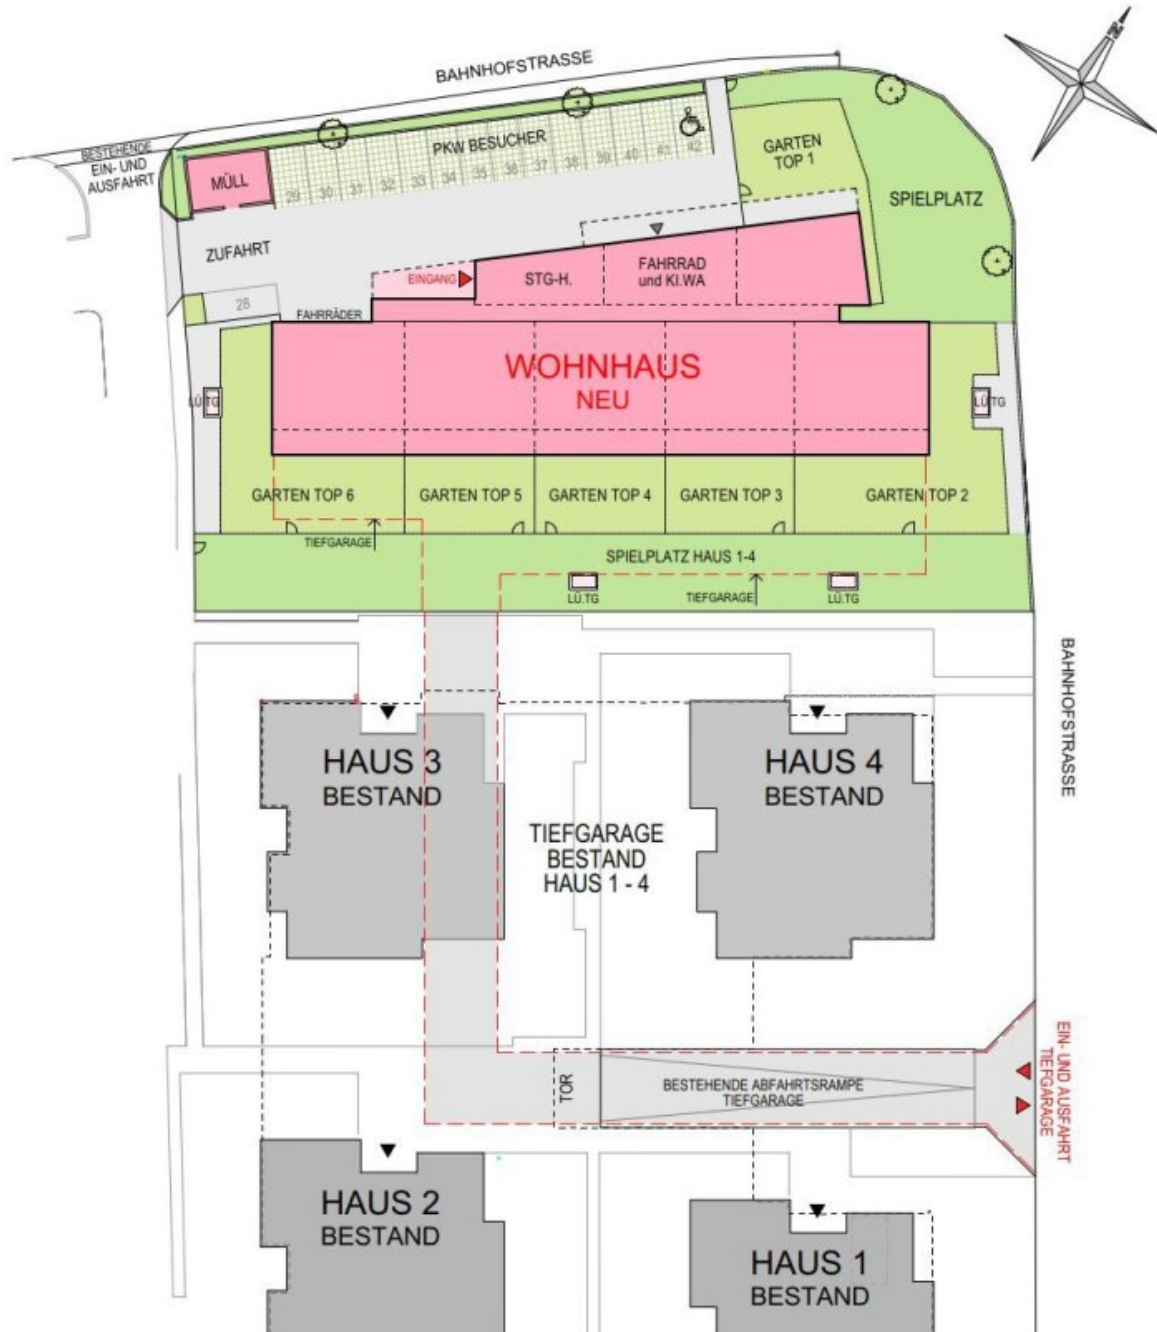 N
BAHNHOFSTRASSE
BESTEHENDE
EIN- UND
AUSFAHRT
MÜLL
PKW BESUCHER
29 30 31 32 33 34 35 36 37 38 39 40 41 42
GARTEN
TOP 1
SPIELPLATZ
ZUFAHRT
EINGANG
STG-H.
FAHRRAD
und KI.WA
28
FAHRRÄDER
WOHNHAUS
NEU
LÜ.TG
LÜ.TG
GARTEN TOP 6
GARTEN TOP 5
GARTEN TOP 4
GARTEN TOP 3
GARTEN TOP 2
TIEFGARAGE
SPIELPLATZ HAUS 1-4
LÜ.TG
TIEFGARAGE
LÜ.TG
BAHNHOFSTRASSE
HAUS 3
BESTAND
HAUS 4
BESTAND
TIEFGARAGE
BESTAND
HAUS 1 - 4
TOR
BESTEHENDE ABFAHRTSRAMPE
TIEFGARAGE
EIN- UND AUSFAHRT
TIEFGARAGE
HAUS 2
BESTAND
HAUS 1
BESTAND